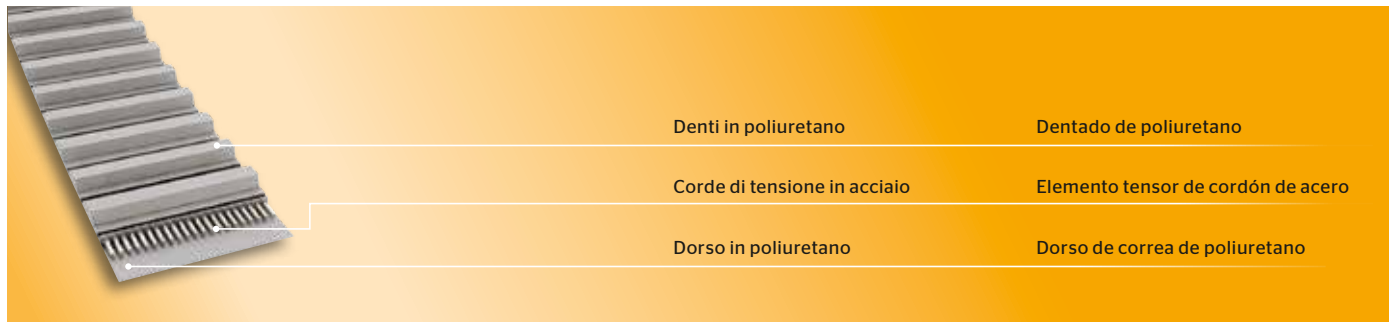 Denti in poliuretano Dentado de poliuretano
Corde di tensione in acciaio Elemento tensor de cordón de acero
Dorso in poliuretano Dorso de correa de poliuretano